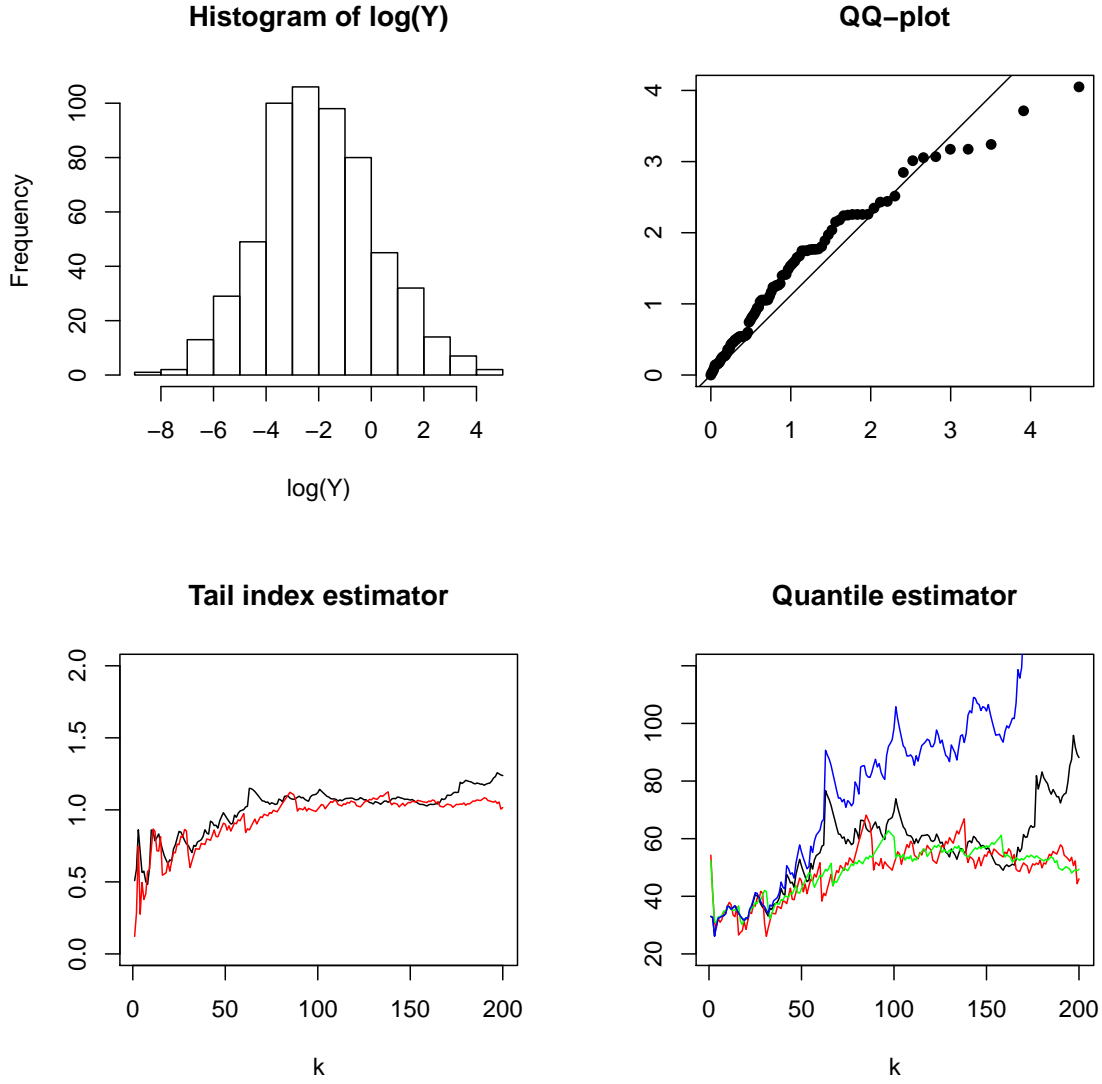 Histogram of log(Y)
Frequency
0 20 40 60 80 100
−8 −6 −4 −2 0 2 4
log(Y)
QQ−plot
0 1 2 3 4
0 1 2 3 4
Tail index estimator
0.0 0.5 1.0 1.5 2.0
0 50 100 150 200
k
Quantile estimator
20 40 60 80 100
0 50 100 150 200
k